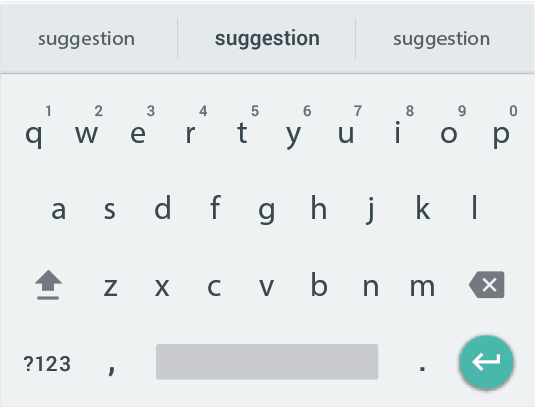 suggestion suggestion suggestion
1 2 3 4 5 6 7 8 9 0
q w e r t y u i o p
a s d f g h j k l
z x c v b n m
?123 , .